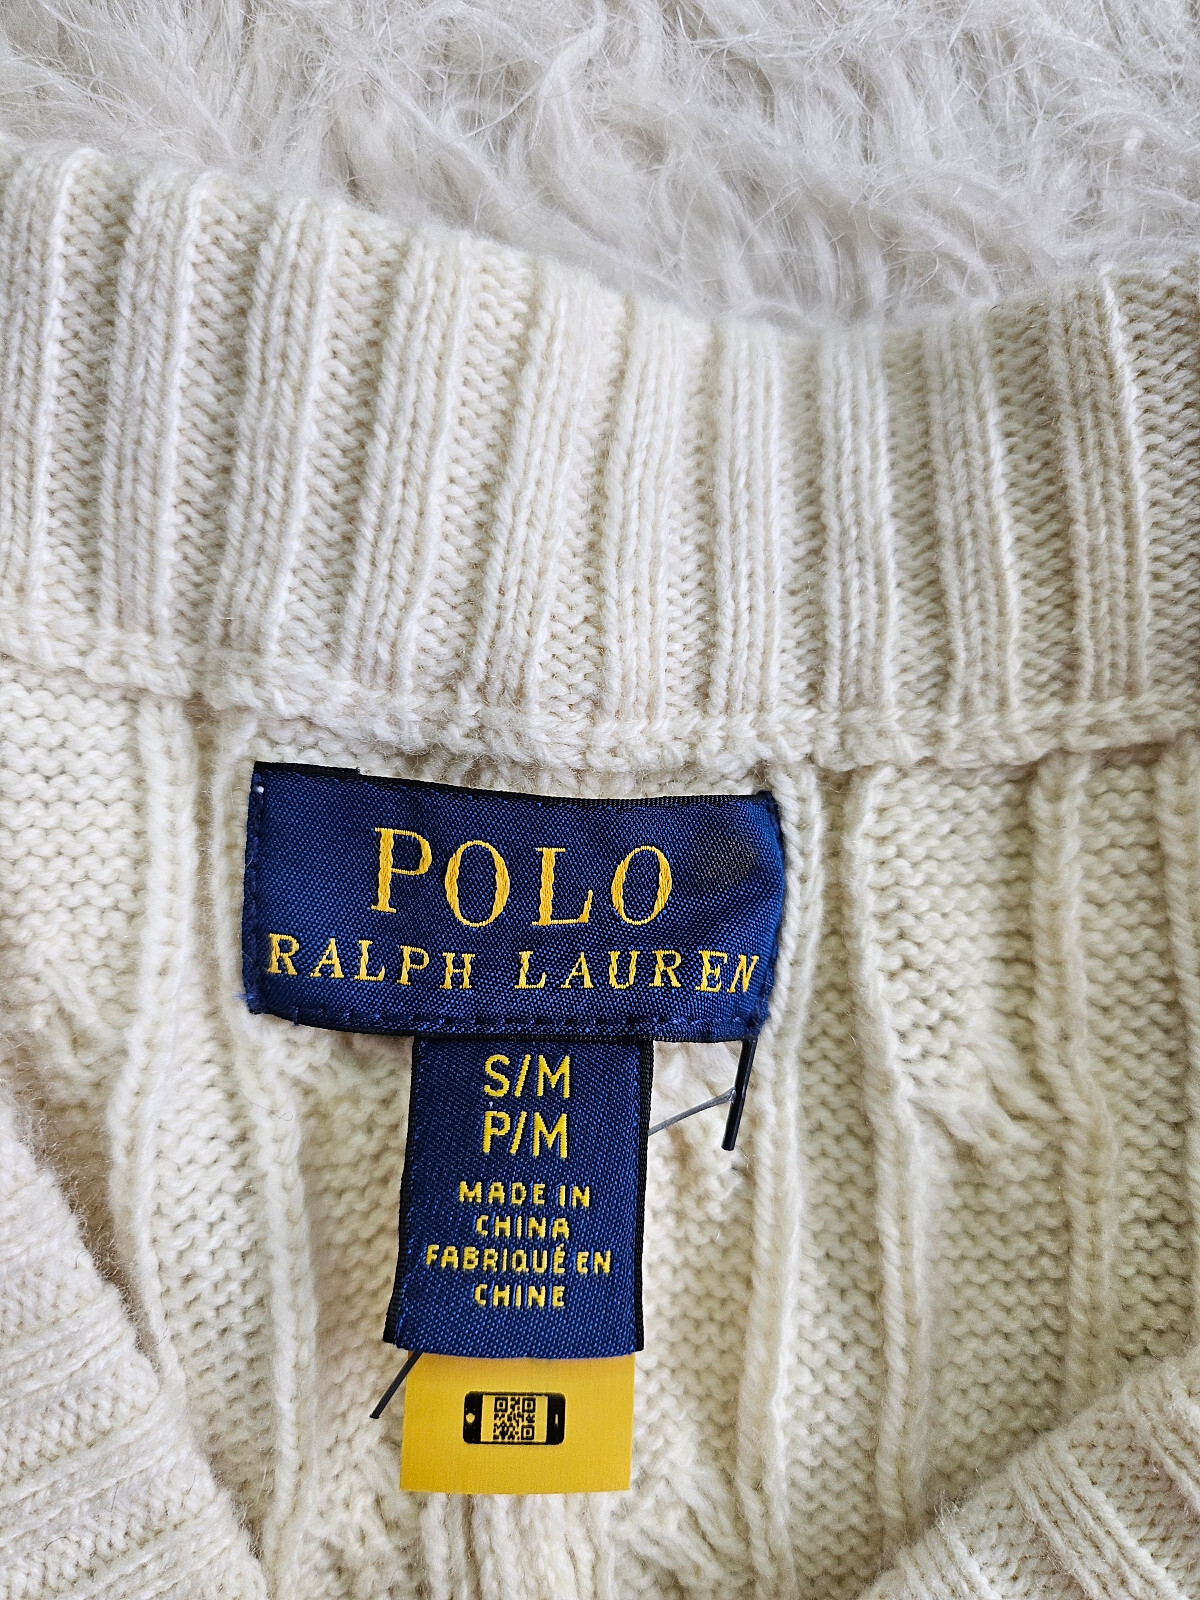 POLO
RALPH LAUREN
S/M
P/M
MADE IN
CHINA
FABRIQUÉ EN
CHINE